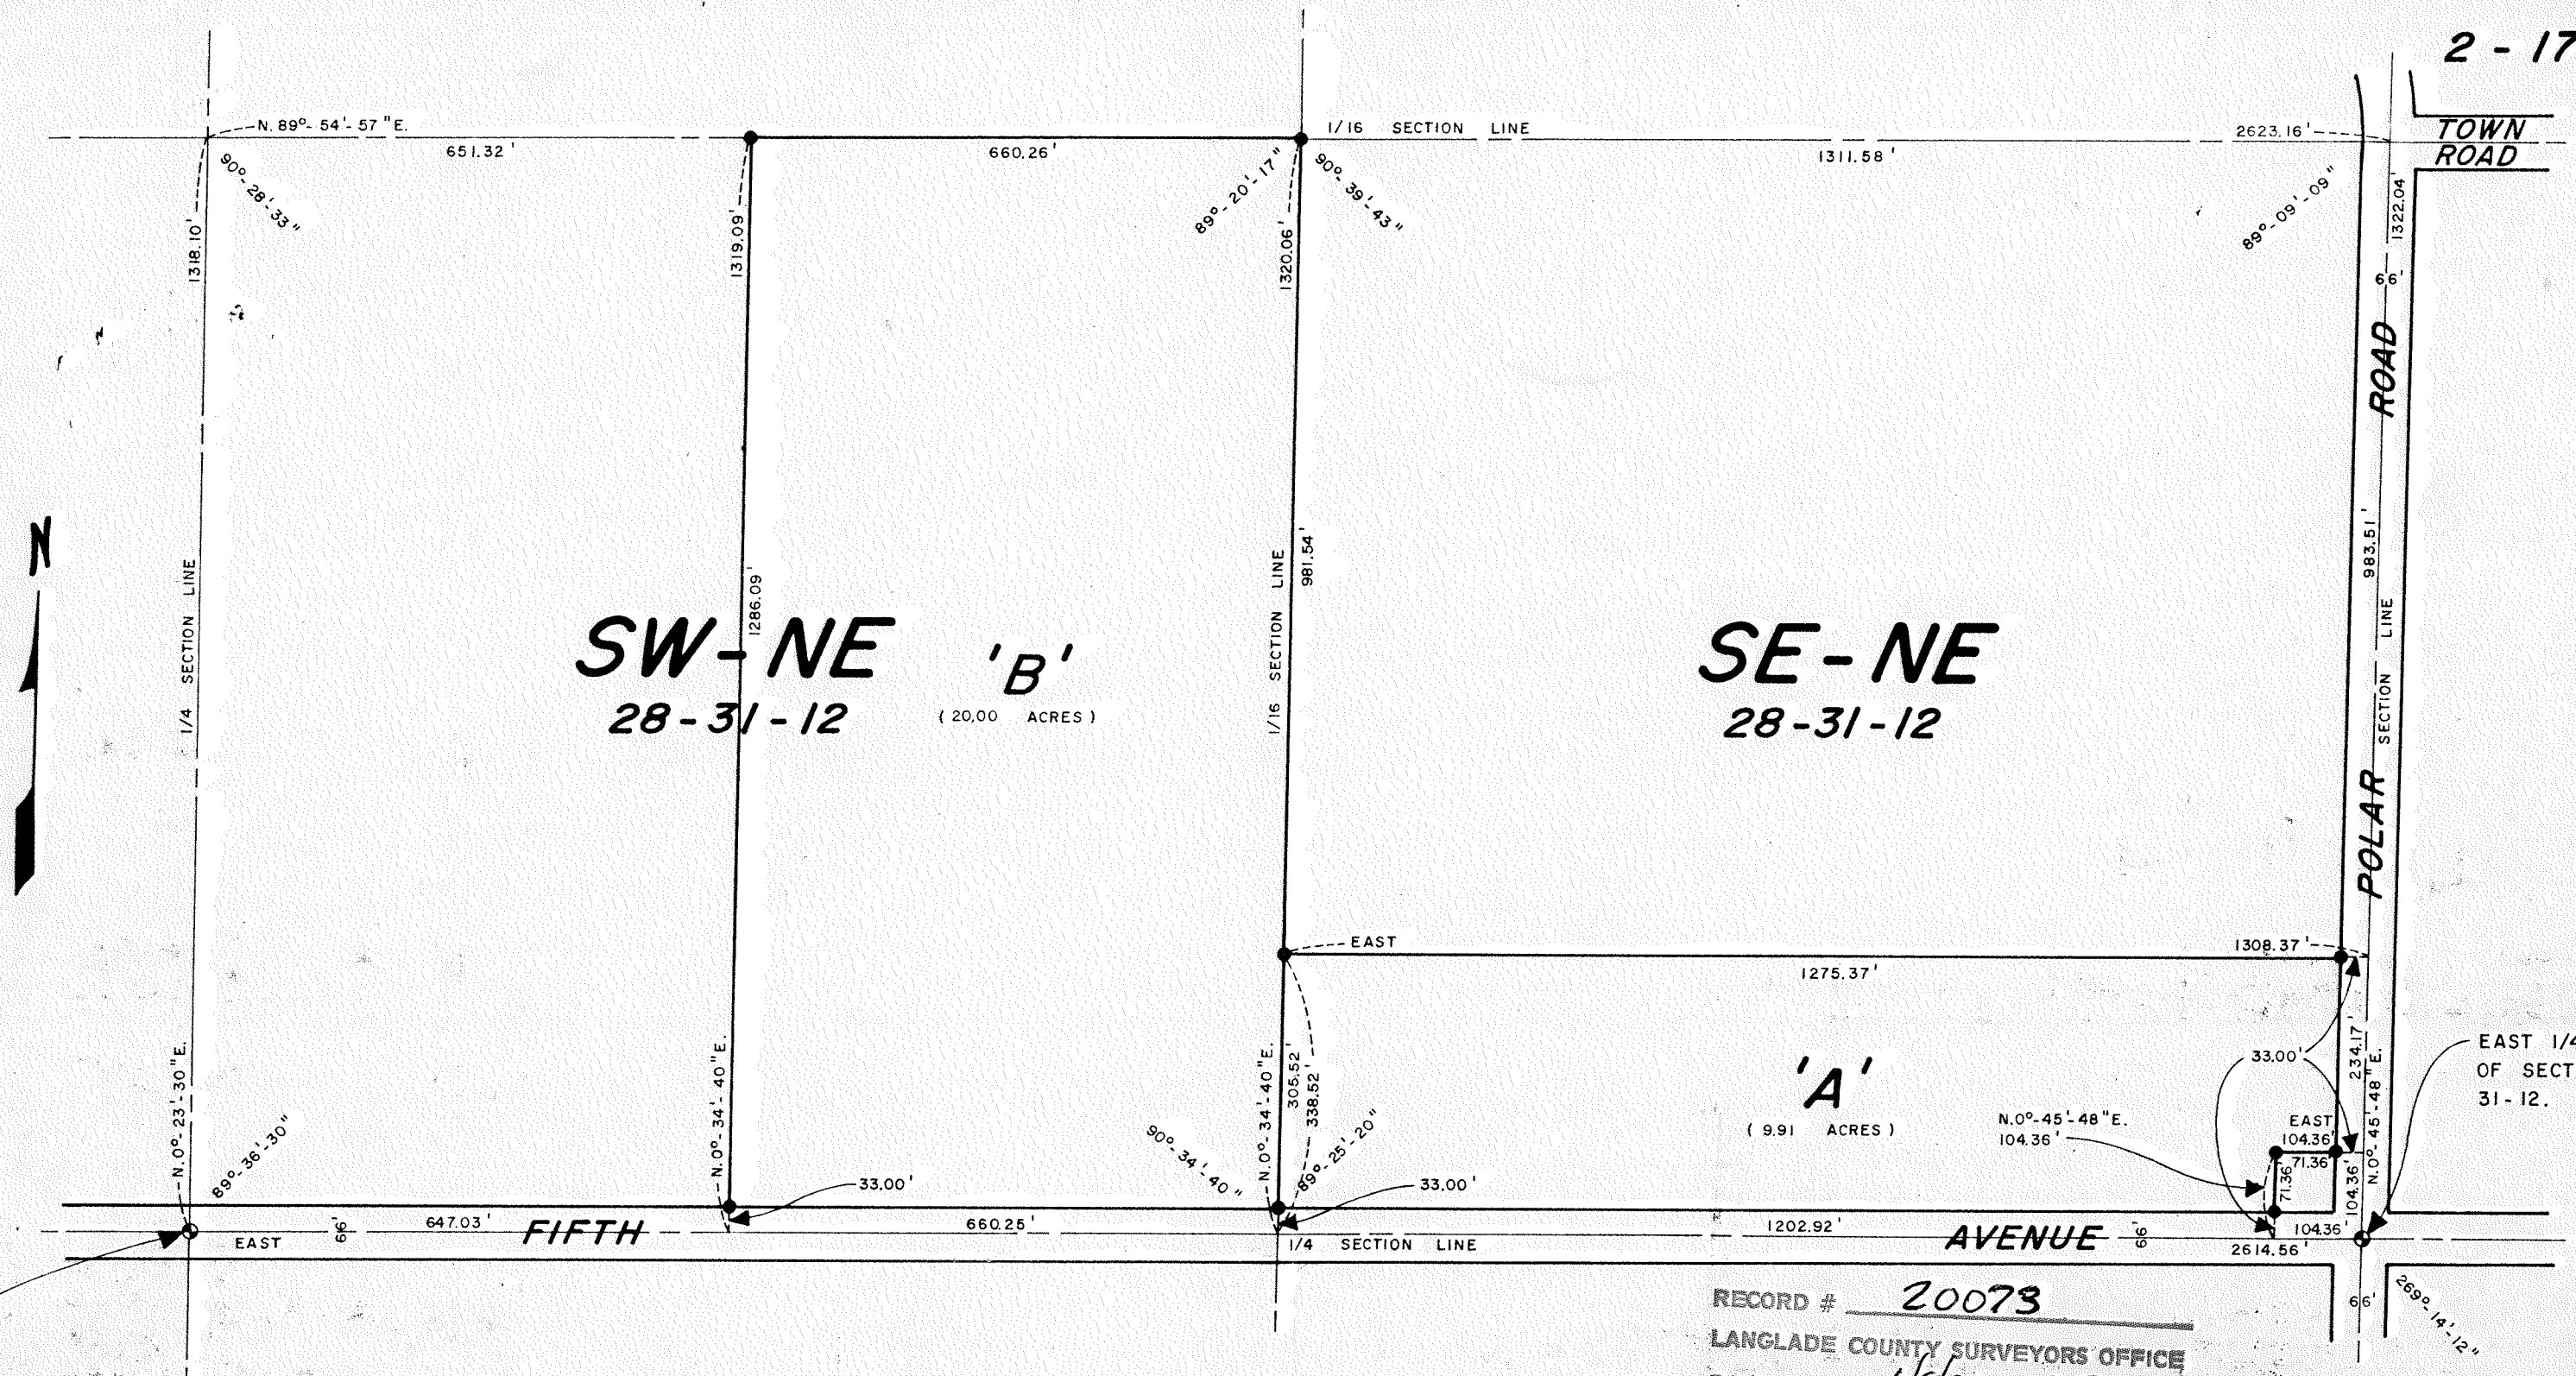 2 - 17
N. 89°- 54'- 57"E.
1/16 SECTION LINE
2623.16'
TOWN
ROAD
651.32'
660.26'
1311.58'
90°- 28'- 33"
89°- 20'- 17"
90°- 39'- 43"
89°- 09'- 09"
1318.10'
1319.09'
1320.06'
1322.04'
66'
ROAD
N
1/4 SECTION LINE
1286.09'
1/16 SECTION LINE
981.54'
983.51'
SECTION LINE
SW- NE
28-31-12
'B'
( 20.00 ACRES )
SE-NE
28-31-12
POLAR
EAST
1308.37'
1275.37'
'A'
( 9.91 ACRES )
N. 0°- 23'- 30"E.
89°- 36'- 30"
N. 0°- 34'- 40"E.
N. 0°- 34'- 40"E.
305.52'
338.52'
90°- 34'- 40"
89°- 25'- 20"
33.00'
234.17'
N. 0°- 45'- 48"E.
EAST 1/4
OF SECT
31-12.
N. 0°-45'-48"E.
104.36'
EAST
104.36'
71.36'
71.36'
104.36'
33.00'
33.00'
EAST
66'
647.03'
FIFTH
660.25'
1/4 SECTION LINE
1202.92'
AVENUE
66'
104.36'
2614.56'
66'
269°-14'-12"
RECORD # 20073
LANGLADE COUNTY SURVEYORS OFFICE